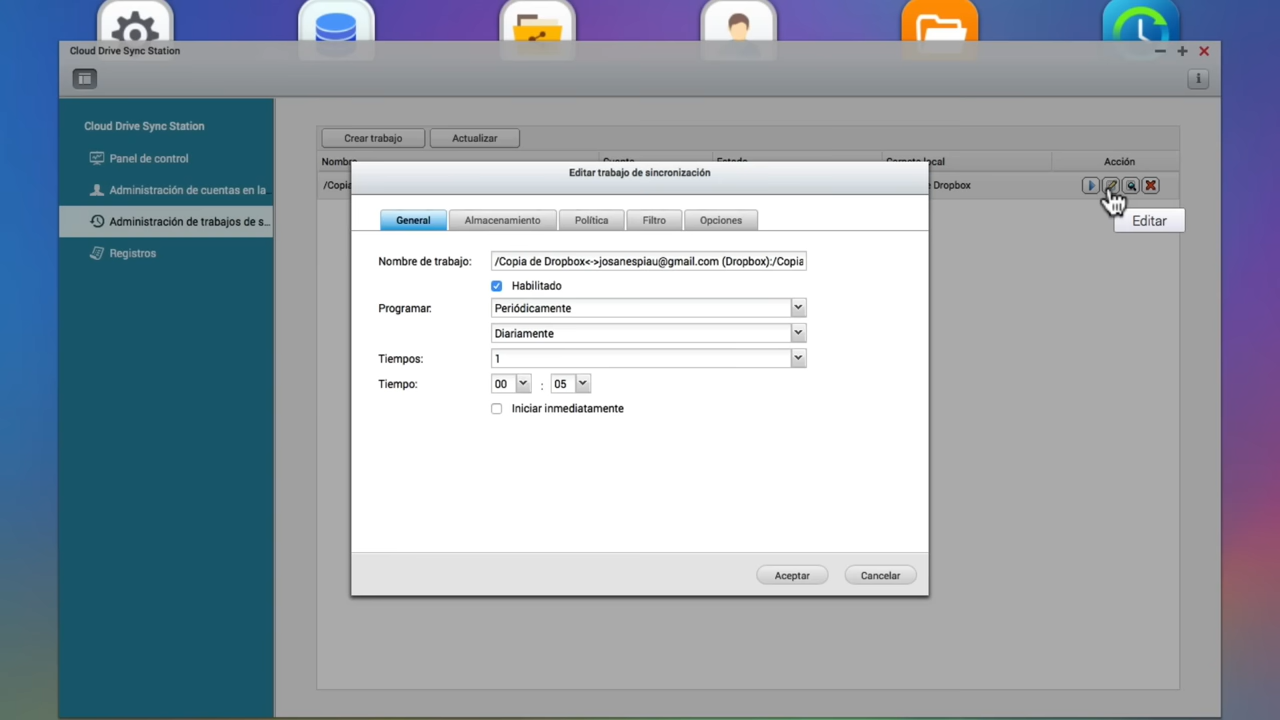 Cloud Drive Sync Station
Cloud Drive Sync Station
Panel de control
Administración de cuentas en la...
Administración de trabajos de s...
Registros
Crear trabajo Actualizar
Nombre Cuenta Estado Carpeta local Acción
/Copia Dropbox
Editar
Editar trabajo de sincronización
General Almacenamiento Política Filtro Opciones
Nombre de trabajo: /Copia de Dropbox<->josanespiau@gmail.com (Dropbox):/Copia
Habilitado
Programar: Periódicamente
Diariamente
Tiempos: 1
Tiempo: 00 : 05
Iniciar inmediatamente
Aceptar Cancelar